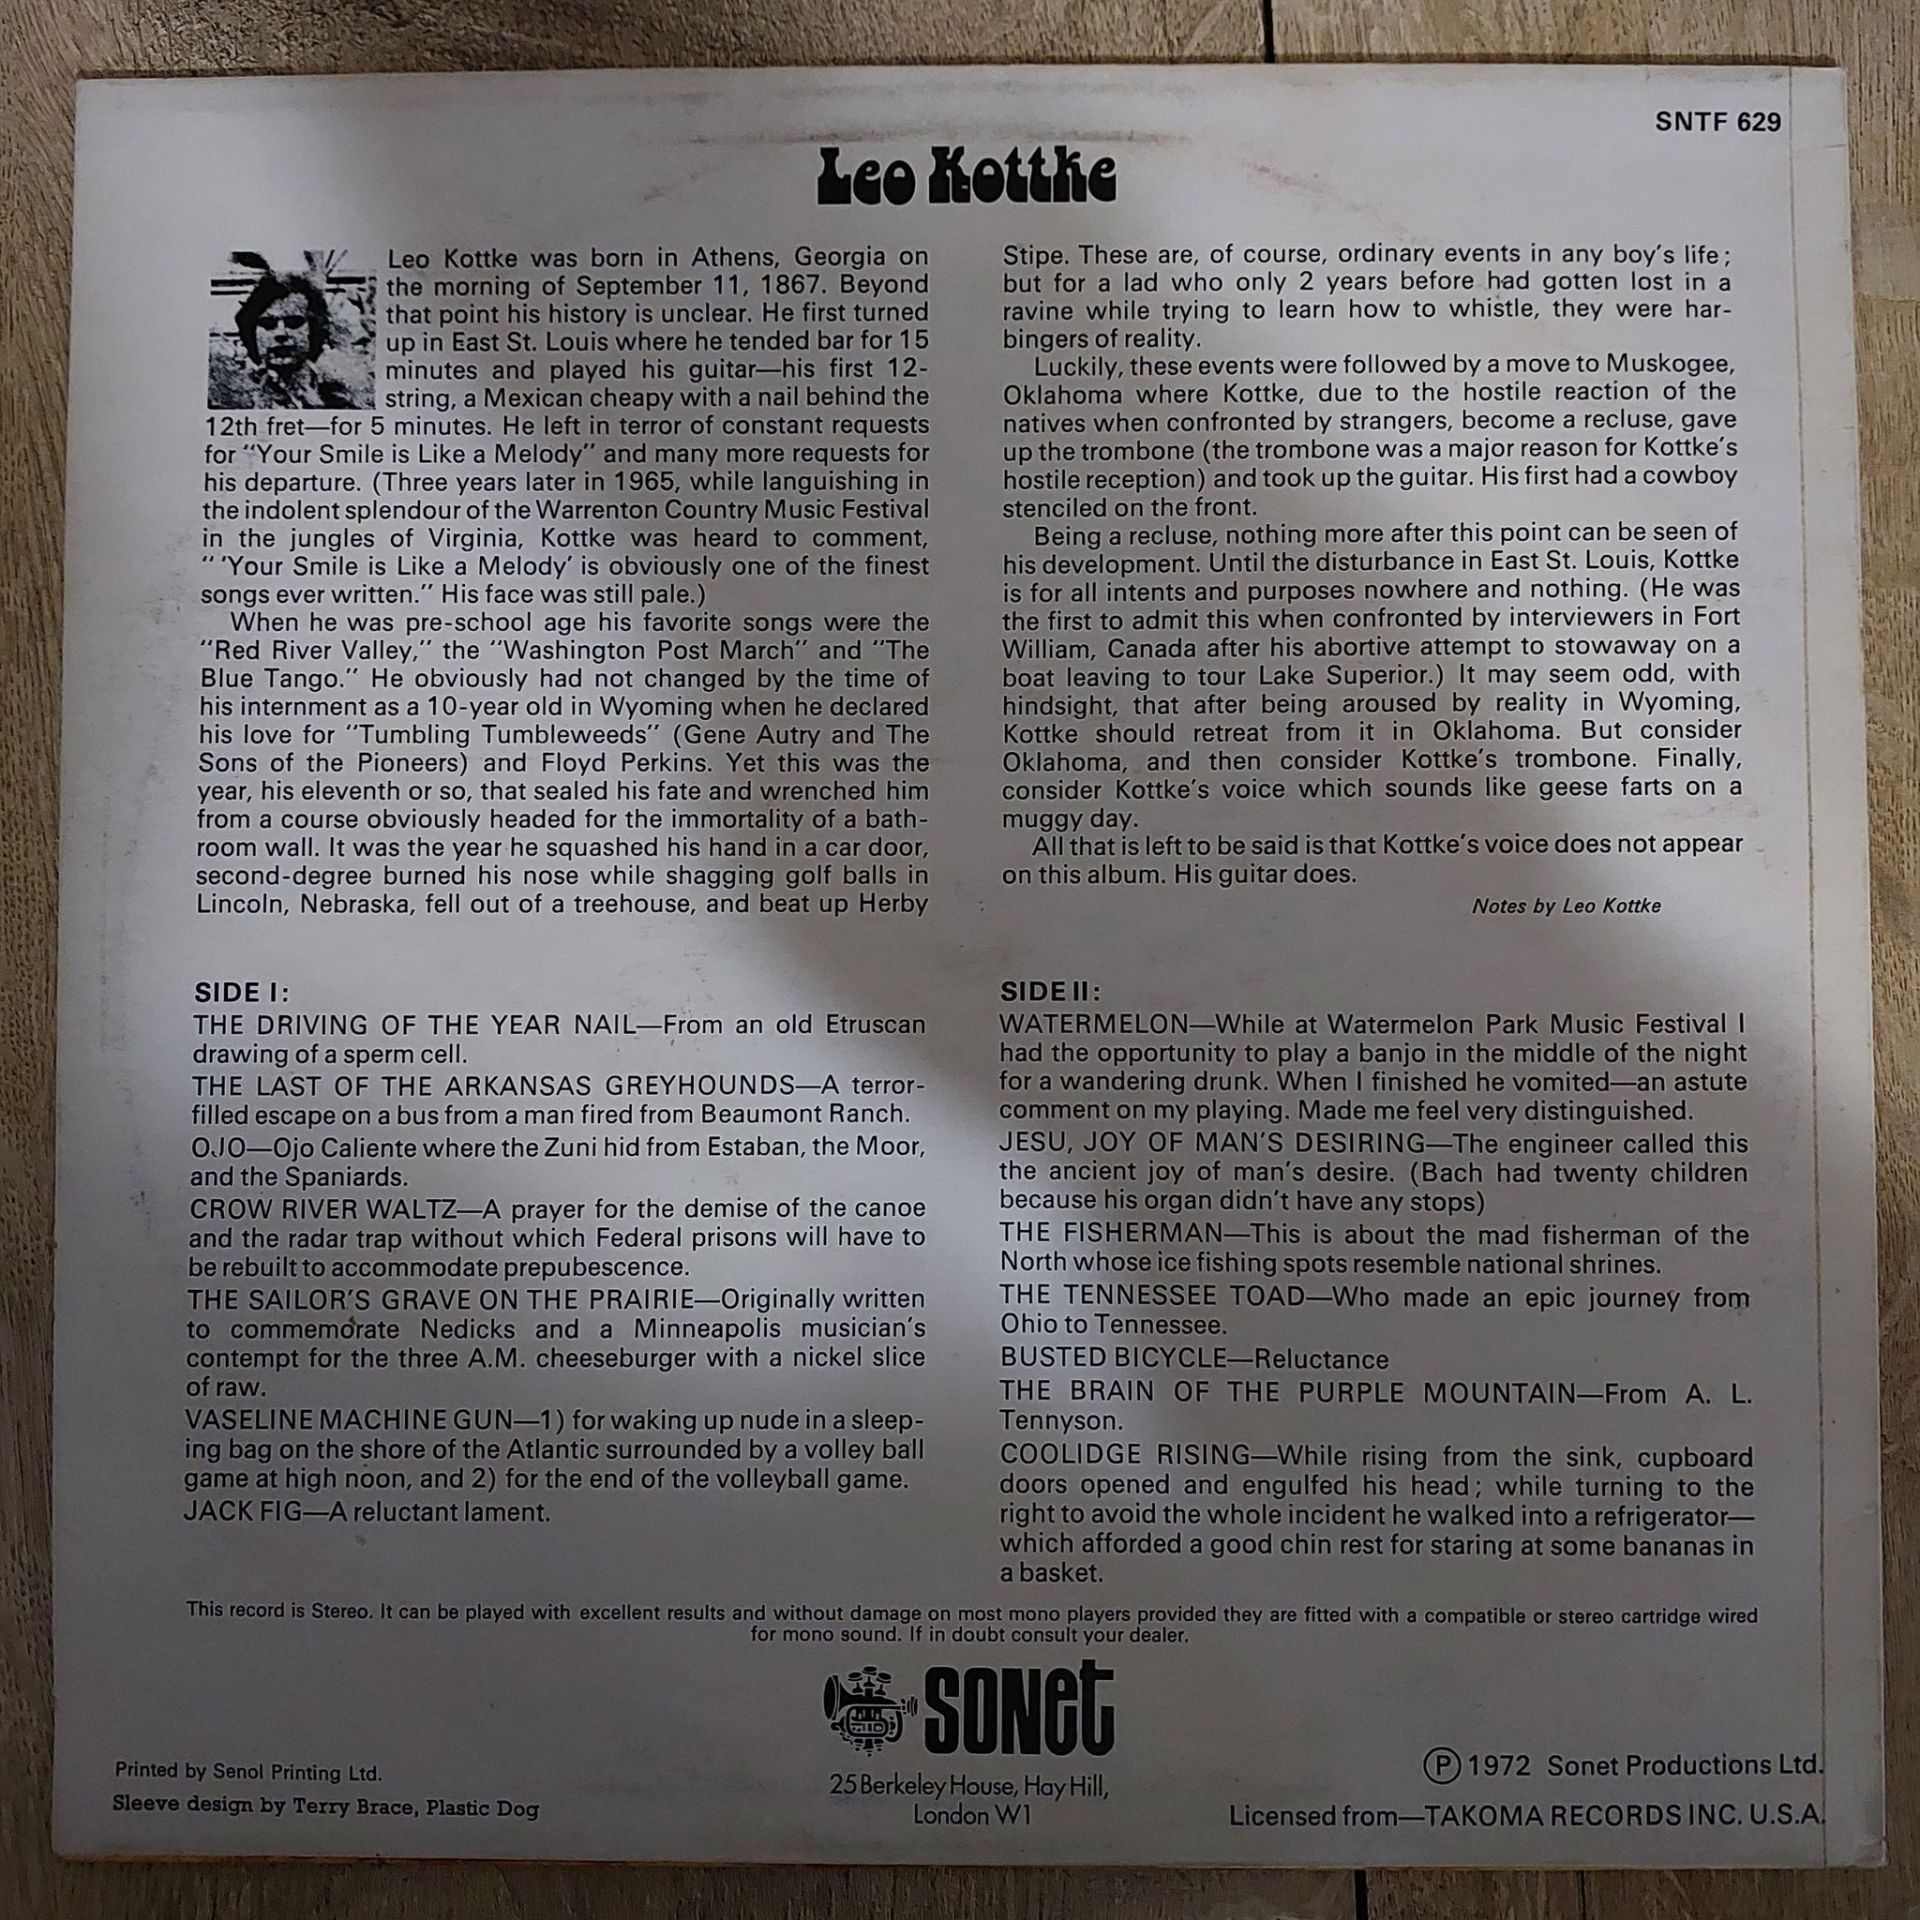 SNTF 629
Leo Kottke
Leo Kottke was born in Athens, Georgia on
the morning of September 11, 1867. Beyond
that point his history is unclear. He first turned
up in East St. Louis where he tended bar for 15
minutes and played his guitar—his first 12-
string, a Mexican cheapy with a nail behind the
12th fret—for 5 minutes. He left in terror of constant requests
for "Your Smile is Like a Melody" and many more requests for
his departure. (Three years later in 1965, while languishing in
the indolent splendour of the Warrenton Country Music Festival
in the jungles of Virginia, Kottke was heard to comment,
" 'Your Smile is Like a Melody' is obviously one of the finest
songs ever written." His face was still pale.)
When he was pre-school age his favorite songs were the
"Red River Valley," the "Washington Post March" and "The
Blue Tango." He obviously had not changed by the time of
his internment as a 10-year old in Wyoming when he declared
his love for "Tumbling Tumbleweeds" (Gene Autry and The
Sons of the Pioneers) and Floyd Perkins. Yet this was the
year, his eleventh or so, that sealed his fate and wrenched him
from a course obviously headed for the immortality of a bath-
room wall. It was the year he squashed his hand in a car door,
second-degree burned his nose while shagging golf balls in
Lincoln, Nebraska, fell out of a treehouse, and beat up Herby
Stipe. These are, of course, ordinary events in any boy's life;
but for a lad who only 2 years before had gotten lost in a
ravine while trying to learn how to whistle, they were har-
bingers of reality.
Luckily, these events were followed by a move to Muskogee,
Oklahoma where Kottke, due to the hostile reaction of the
natives when confronted by strangers, become a recluse, gave
up the trombone (the trombone was a major reason for Kottke's
hostile reception) and took up the guitar. His first had a cowboy
stenciled on the front.
Being a recluse, nothing more after this point can be seen of
his development. Until the disturbance in East St. Louis, Kottke
is for all intents and purposes nowhere and nothing. (He was
the first to admit this when confronted by interviewers in Fort
William, Canada after his abortive attempt to stowaway on a
boat leaving to tour Lake Superior.) It may seem odd, with
hindsight, that after being aroused by reality in Wyoming,
Kottke should retreat from it in Oklahoma. But consider
Oklahoma, and then consider Kottke's trombone. Finally,
consider Kottke's voice which sounds like geese farts on a
muggy day.
All that is left to be said is that Kottke's voice does not appear
on this album. His guitar does.
Notes by Leo Kottke
SIDE I:
THE DRIVING OF THE YEAR NAIL—From an old Etruscan
drawing of a sperm cell.
THE LAST OF THE ARKANSAS GREYHOUNDS—A terror-
filled escape on a bus from a man fired from Beaumont Ranch.
OJO—Ojo Caliente where the Zuni hid from Estaban, the Moor,
and the Spaniards.
CROW RIVER WALTZ—A prayer for the demise of the canoe
and the radar trap without which Federal prisons will have to
be rebuilt to accommodate prepubescence.
THE SAILOR'S GRAVE ON THE PRAIRIE—Originally written
to commemorate Nedicks and a Minneapolis musician's
contempt for the three A.M. cheeseburger with a nickel slice
of raw.
VASELINE MACHINE GUN—1) for waking up nude in a sleep-
ing bag on the shore of the Atlantic surrounded by a volley ball
game at high noon, and 2) for the end of the volleyball game.
JACK FIG—A reluctant lament.
SIDE II:
WATERMELON—While at Watermelon Park Music Festival I
had the opportunity to play a banjo in the middle of the night
for a wandering drunk. When I finished he vomited—an astute
comment on my playing. Made me feel very distinguished.
JESU, JOY OF MAN'S DESIRING—The engineer called this
the ancient joy of man's desire. (Bach had twenty children
because his organ didn't have any stops)
THE FISHERMAN—This is about the mad fisherman of the
North whose ice fishing spots resemble national shrines.
THE TENNESSEE TOAD—Who made an epic journey from
Ohio to Tennessee.
BUSTED BICYCLE—Reluctance
THE BRAIN OF THE PURPLE MOUNTAIN—From A. L.
Tennyson.
COOLIDGE RISING—While rising from the sink, cupboard
doors opened and engulfed his head; while turning to the
right to avoid the whole incident he walked into a refrigerator—
which afforded a good chin rest for staring at some bananas in
a basket.
This record is Stereo. It can be played with excellent results and without damage on most mono players provided they are fitted with a compatible or stereo cartridge wired
for mono sound. If in doubt consult your dealer.
SONET
25 Berkeley House, Hay Hill,
London W1
Printed by Senol Printing Ltd.
Sleeve design by Terry Brace, Plastic Dog
Ⓟ 1972 Sonet Productions Ltd.
Licensed from—TAKOMA RECORDS INC. U.S.A.